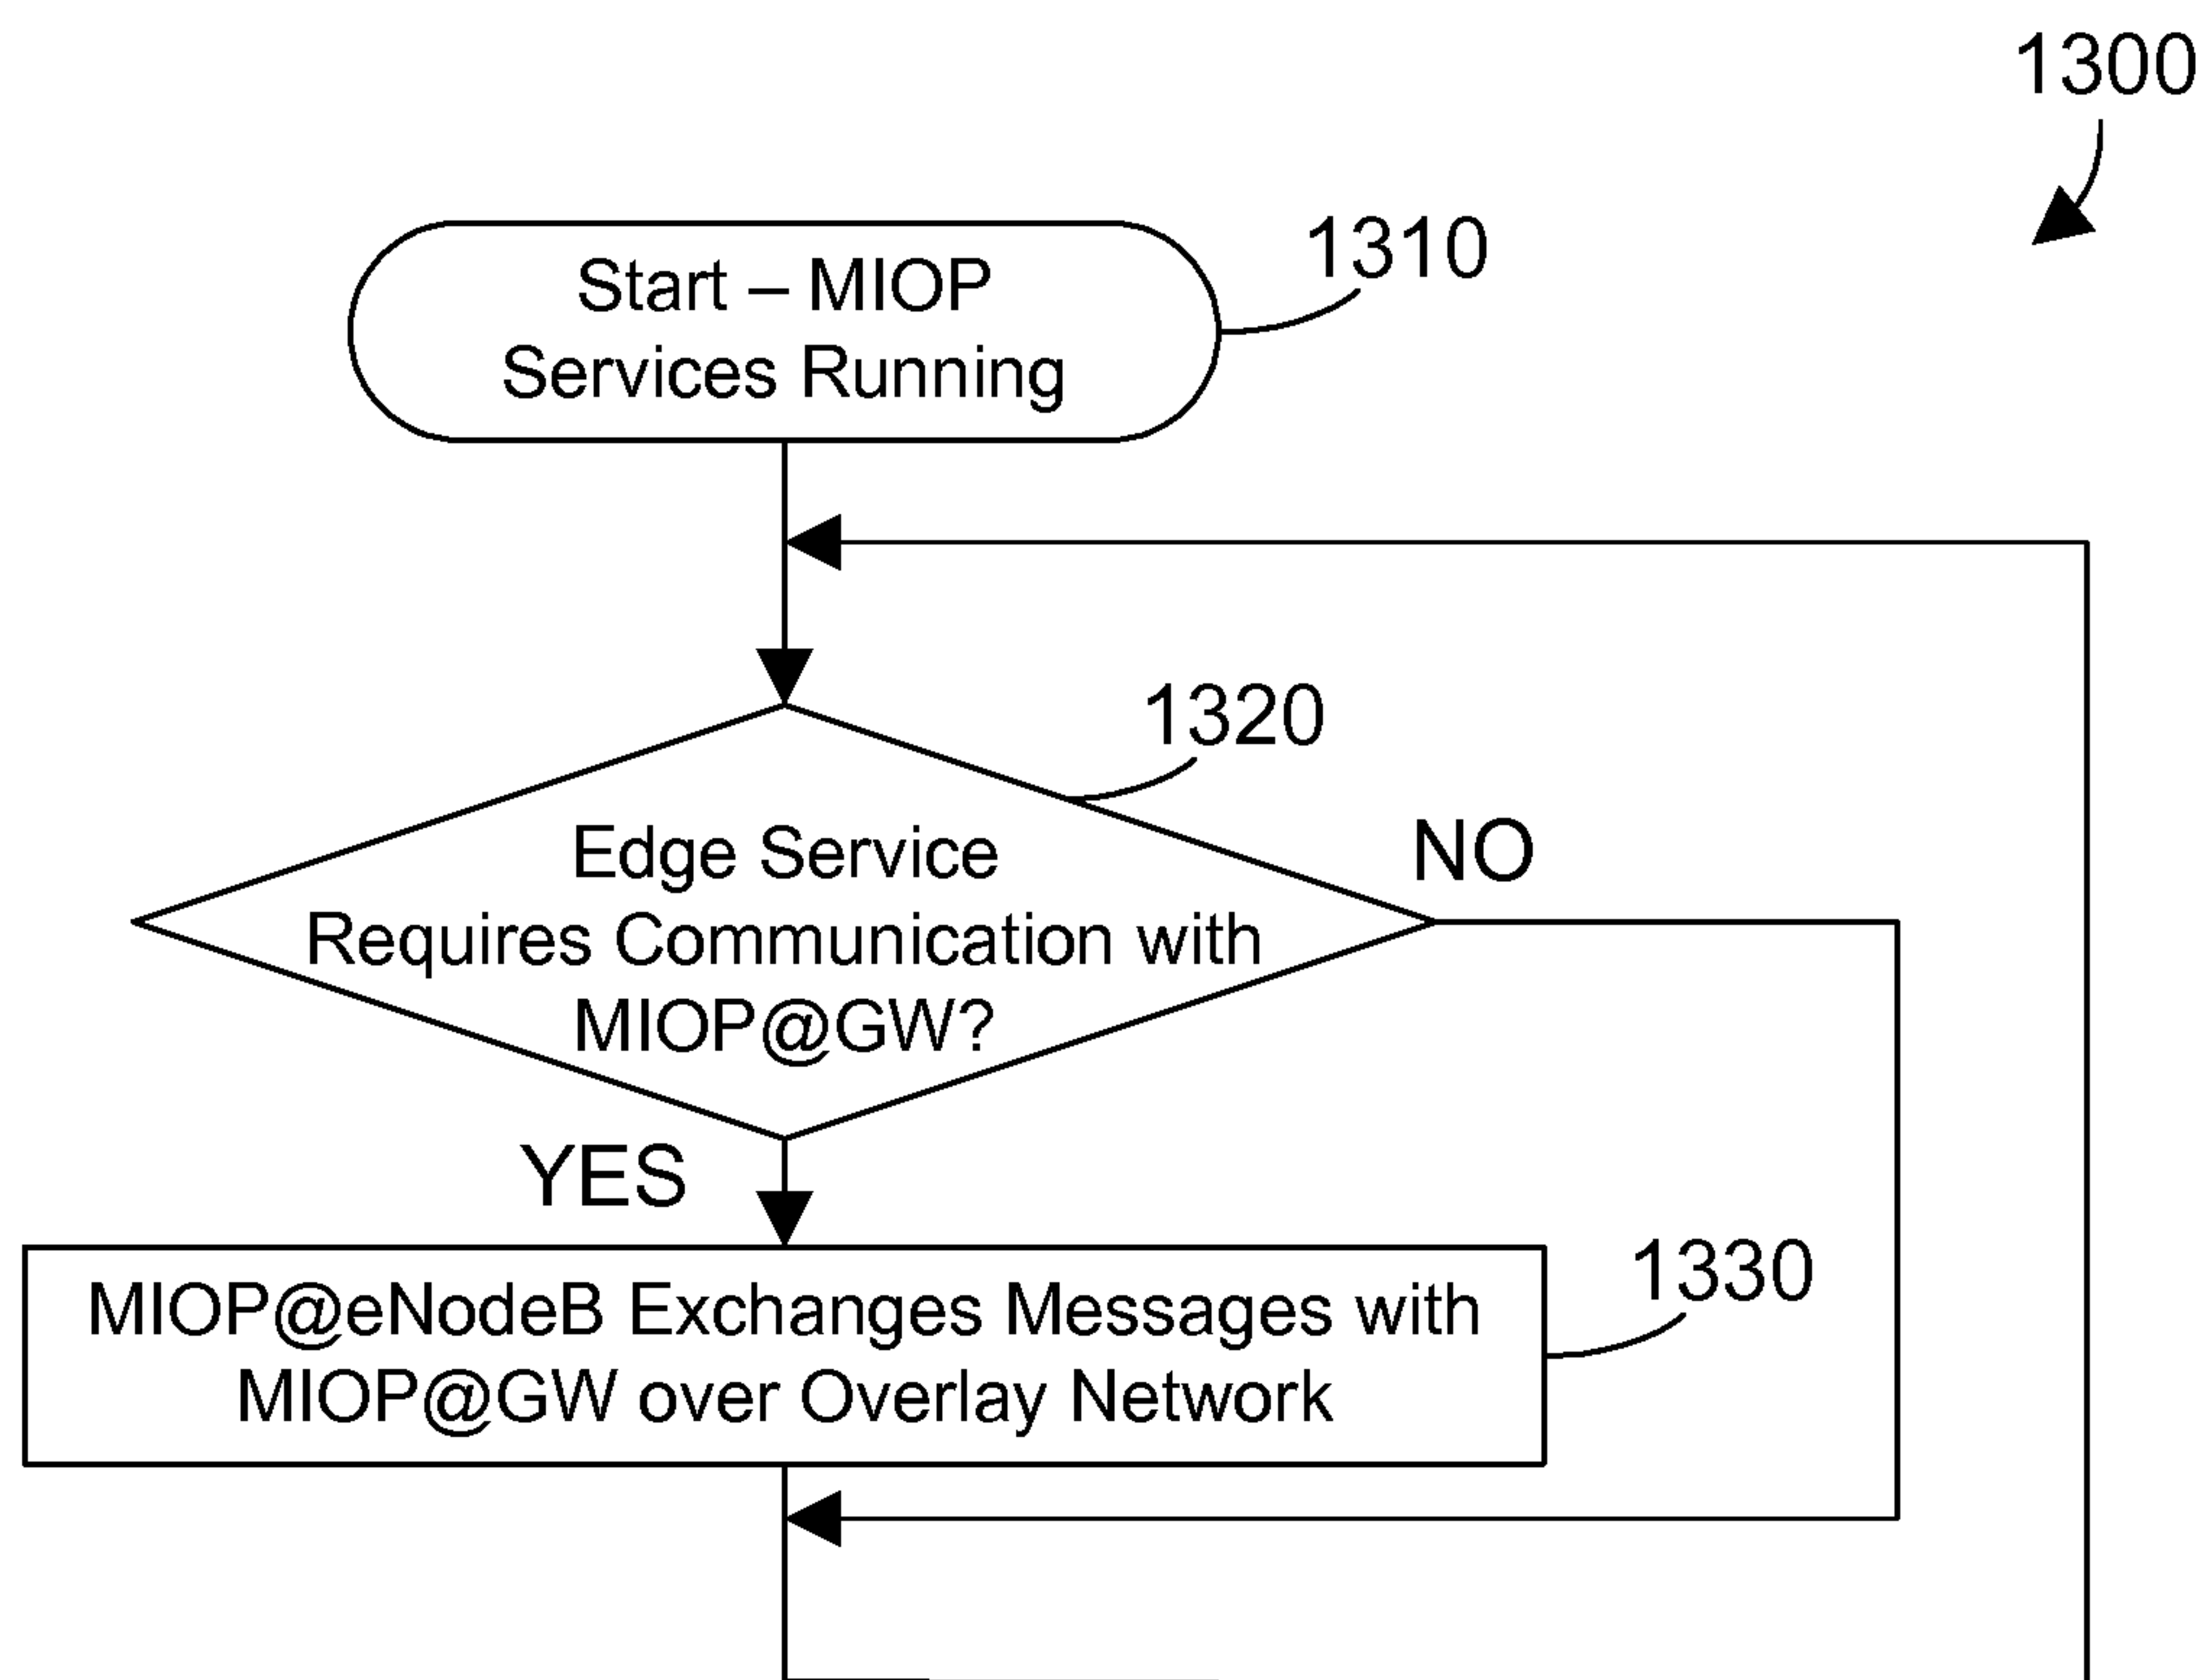 1300
1310
Start – MIOP
Services Running
1320
Edge Service
Requires Communication with
MIOP@GW?
NO
YES
1330
MIOP@eNodeB Exchanges Messages with
MIOP@GW over Overlay Network